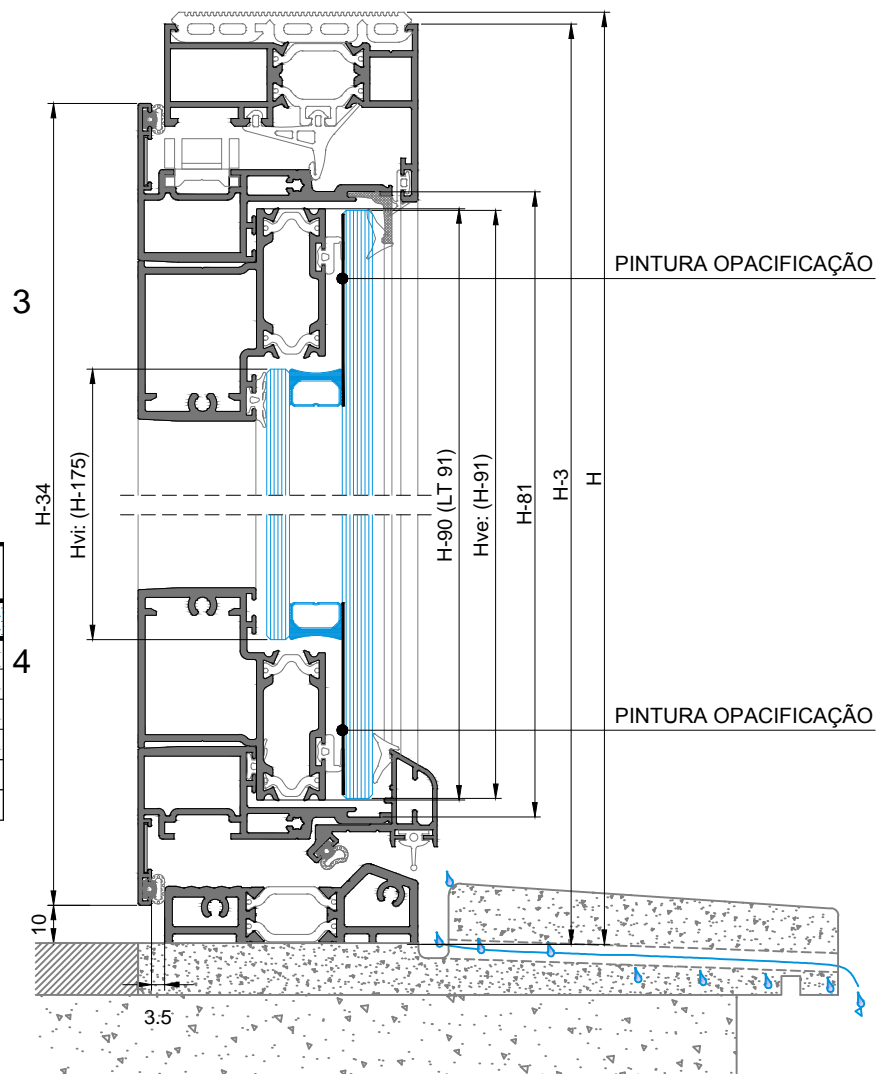 PINTURA OPACIFICAÇÃO
3
H-34
Hvi: (H-175)
H-90 (LT 91)
Hve: (H-91)
H-81
H-3
H
4
PINTURA OPACIFICAÇÃO
10
3.5